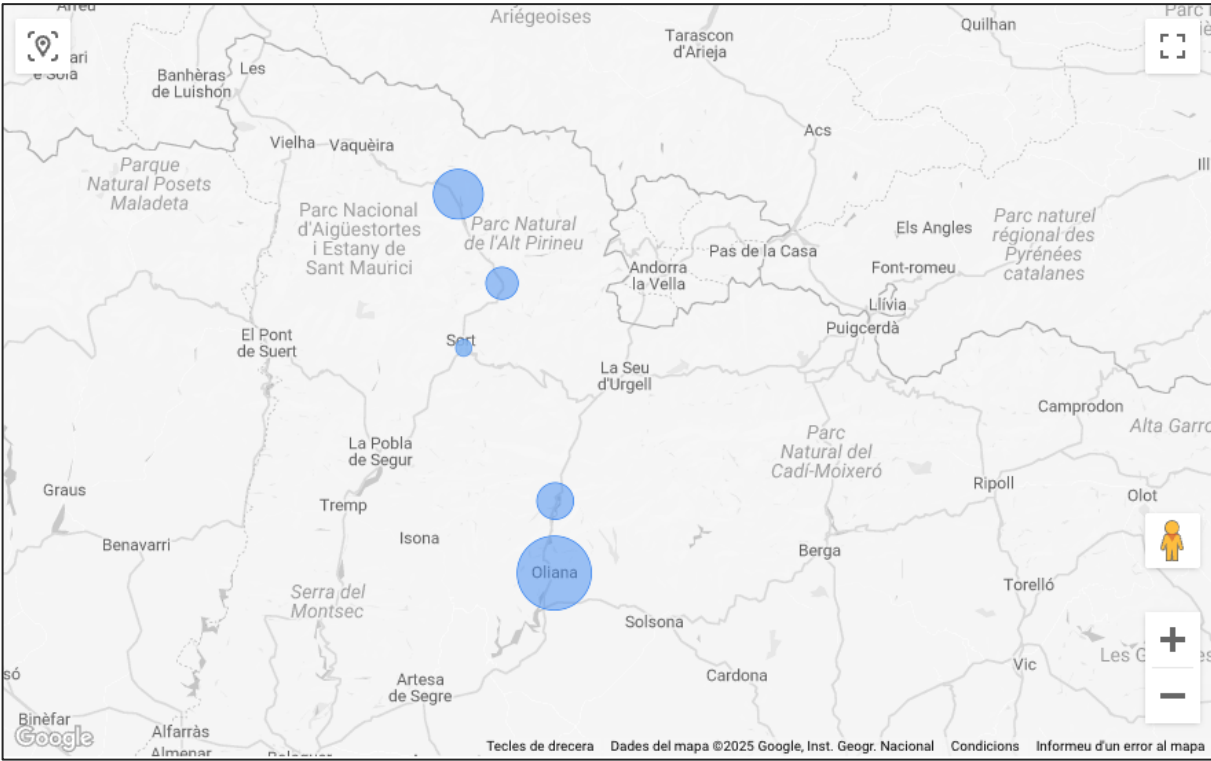 Arreu
Ariégeoises
Parc
Quilhan
Tarascon
d'Arieja
e Sola
Les
Banhèras
de Luishon
Acs
Vielha
Vaquèira
Parque
Natural Posets
Maladeta
Parc Nacional
d'Aigüestortes
i Estany de
Sant Maurici
Parc Natural
de l'Alt Pirineu
Els Angles
Parc naturel
régional des
Pyrénées
catalanes
Pas de la Casa
Andorra
la Vella
Font-romeu
Llívia
Puigcerdà
El Pont
de Suert
Sort
La Seu
d'Urgell
Camprodon
Alta Garro
La Pobla
de Segur
Parc
Natural del
Cadí-Moixeró
Graus
Tremp
Ripoll
Olot
Isona
Benavarri
Berga
Oliana
Serra del
Montsec
Torelló
Solsona
Les G
Vic
Artesa
de Segre
Cardona
só
Binèfar
Google
Alfarràs
Almenar
Balaguer
Tecles de drecera
Dades del mapa ©2025 Google, Inst. Geogr. Nacional
Condicions
Informeu d'un error al mapa